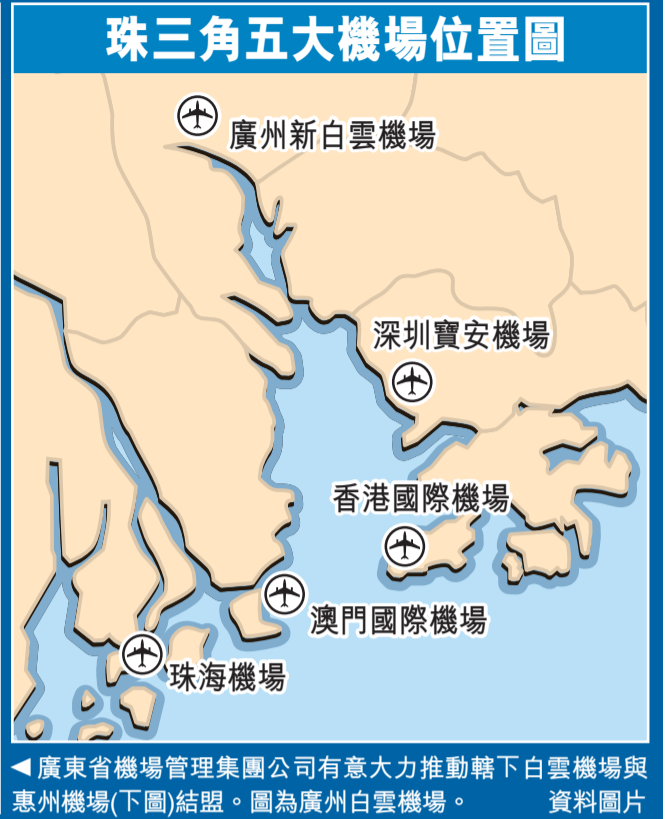 珠三角五大機場位置圖
廣州新白雲機場
深圳寶安機場
香港國際機場
澳門國際機場
珠海機場
◀廣東省機場管理集團公司有意大力推動轄下白雲機場與
惠州機場(下圖)結盟。圖為廣州白雲機場。 資料圖片